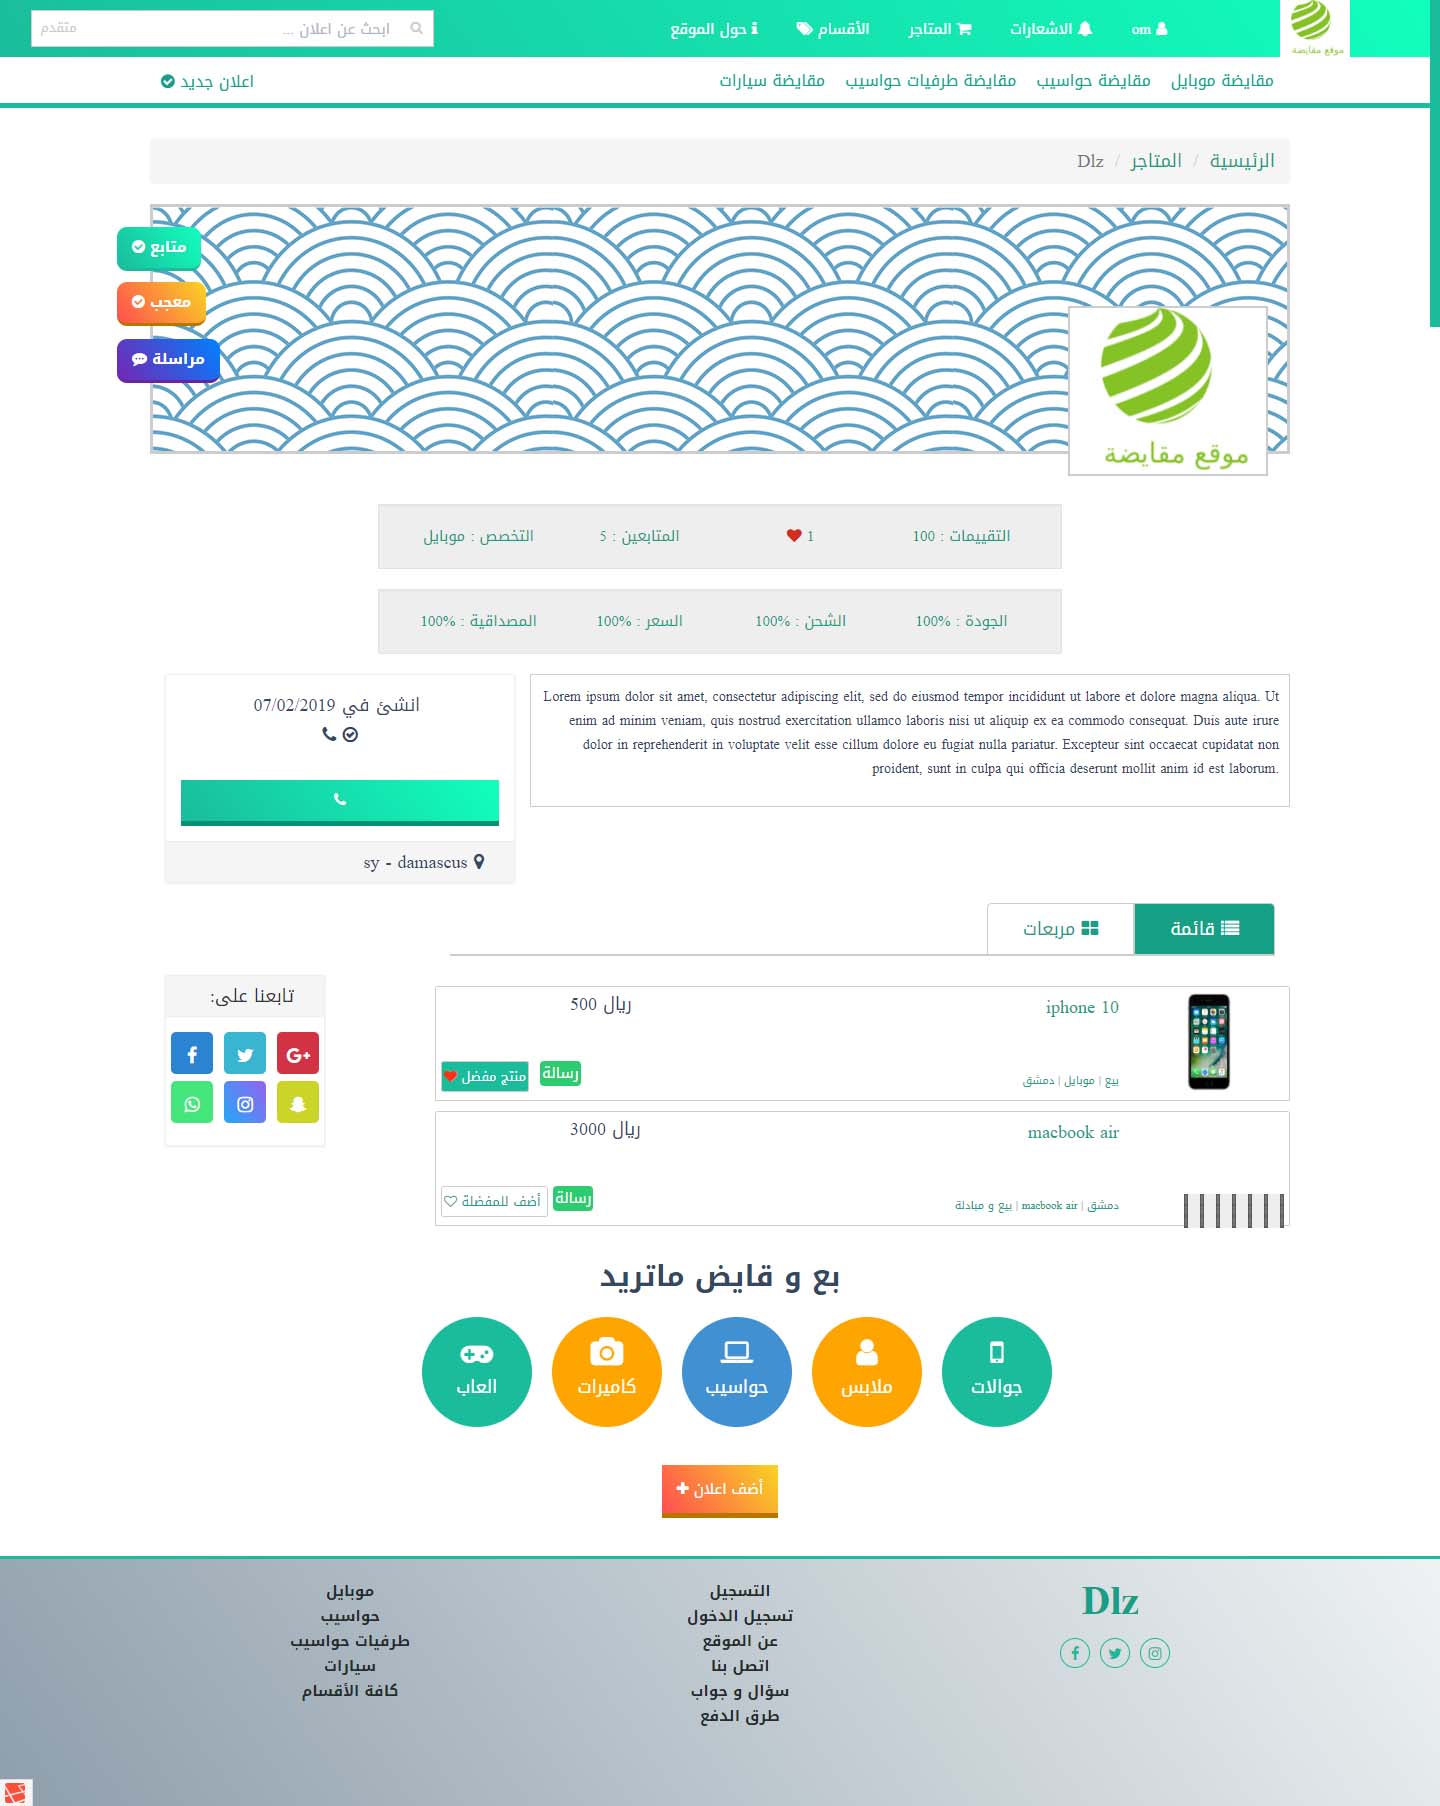 موقع مقايضة
om
الاشعارات
المتاجر
الأقسام
حول الموقع
ابحث عن اعلان ...
متقدم
مقايضة موبايل
مقايضة حواسيب
مقايضة طرفيات حواسيب
مقايضة سيارات
اعلان جديد
الرئيسية / المتاجر / Dlz
متابع
معجب
مراسلة
موقع مقايضة
التقييمات : 100
1
المتابعين : 5
التخصص : موبايل
الجودة : 100%
الشحن : 100%
السعر : 100%
المصداقية : 100%
Lorem ipsum dolor sit amet, consectetur adipiscing elit, sed do eiusmod tempor incididunt ut labore et dolore magna aliqua. Ut
enim ad minim veniam, quis nostrud exercitation ullamco laboris nisi ut aliquip ex ea commodo consequat. Duis aute irure
dolor in reprehenderit in voluptate velit esse cillum dolore eu fugiat nulla pariatur. Excepteur sint occaecat cupidatat non
proident, sunt in culpa qui officia deserunt mollit anim id est laborum.
انشئ في 07/02/2019
sy - damascus
قائمة
مربعات
iphone 10
ريال 500
بيع | موبايل | دمشق
رسالة
منتج مفضل
macbook air
ريال 3000
دمشق | macbook air | بيع و مبادلة
رسالة
أضف للمفضلة
تابعنا على:
بع و قايض ماتريد
جوالات
ملابس
حواسيب
كاميرات
العاب
أضف اعلان
Dlz
التسجيل
تسجيل الدخول
عن الموقع
اتصل بنا
سؤال و جواب
طرق الدفع
موبايل
حواسيب
طرفيات حواسيب
سيارات
كافة الأقسام